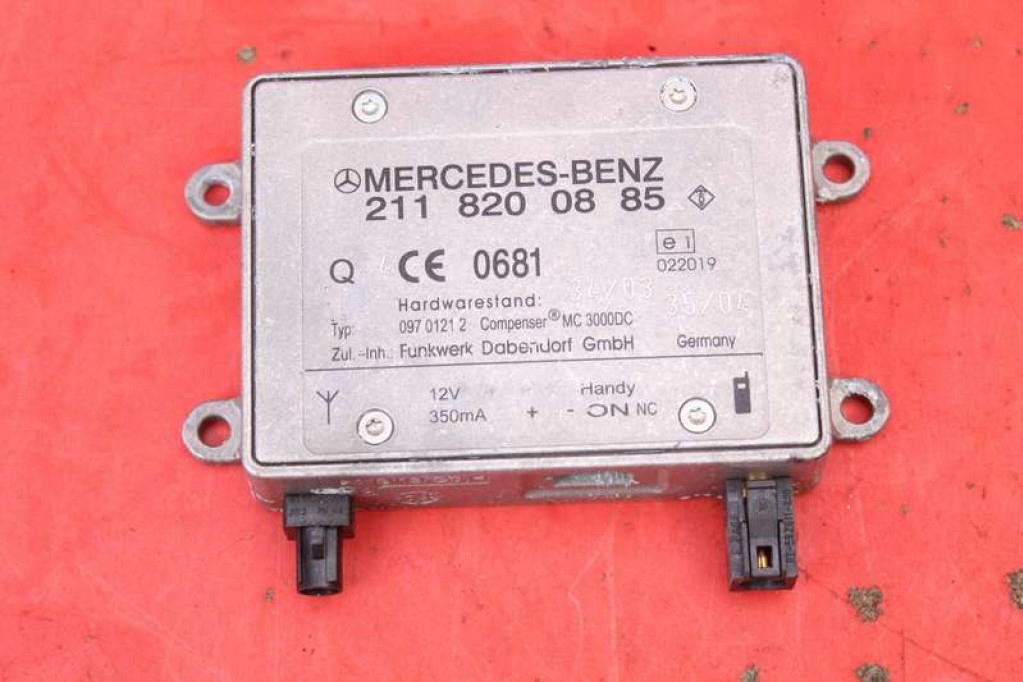 MERCEDES-BENZ
211 820 08 85
e 1
022019
Q CE 0681
34/03 35/04
Hardwarestand:
Typ: 097 0121 2 Compenser® MC 3000DC
Zul.-Inh.: Funkwerk Dabendorf GmbH Germany
12V Handy
350mA + - ON NC